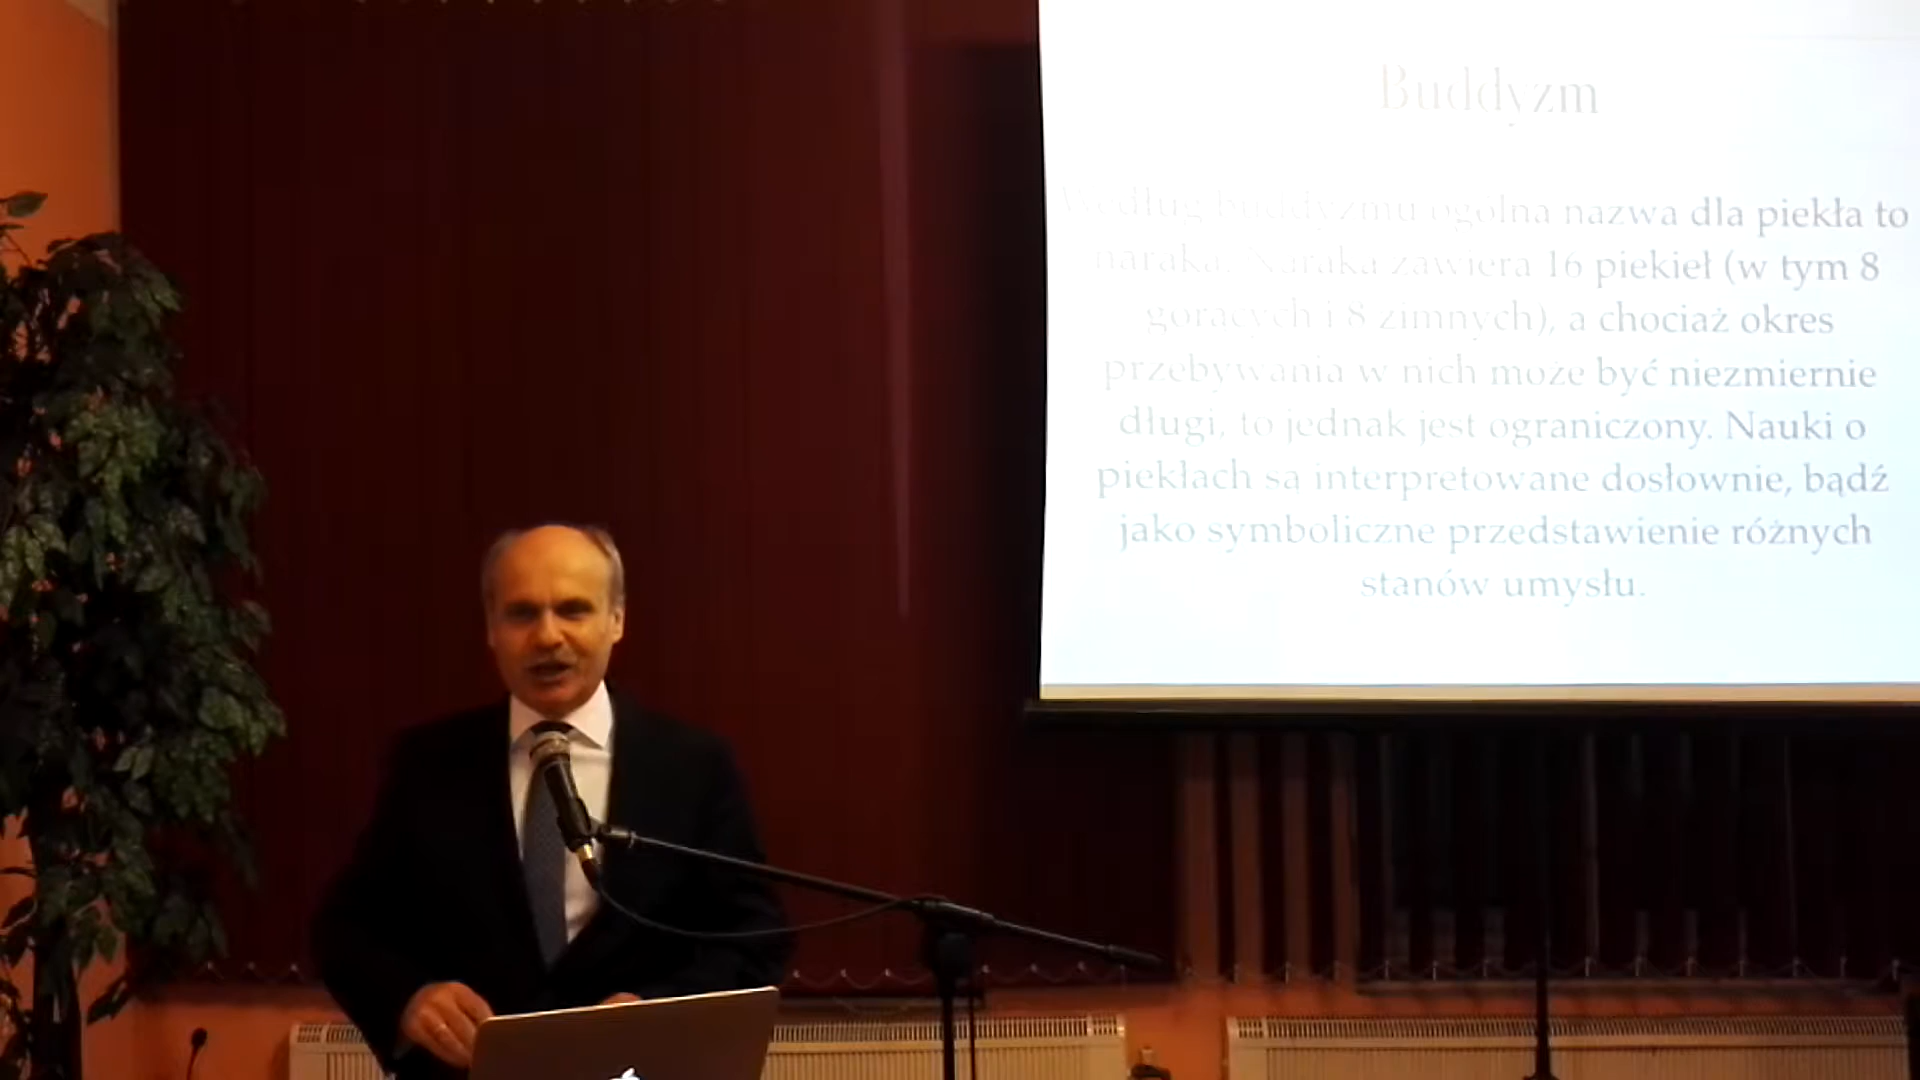 Buddyzm
Według buddyzmu ogólna nazwa dla piekła to
naraka. Naraka zawiera 16 piekieł (w tym 8
gorących i 8 zimnych), a chociaż okres
przebywania w nich może być niezmiernie
długi, to jednak jest ograniczony. Nauki o
piekłach są interpretowane dosłownie, bądź
jako symboliczne przedstawienie różnych
stanów umysłu.